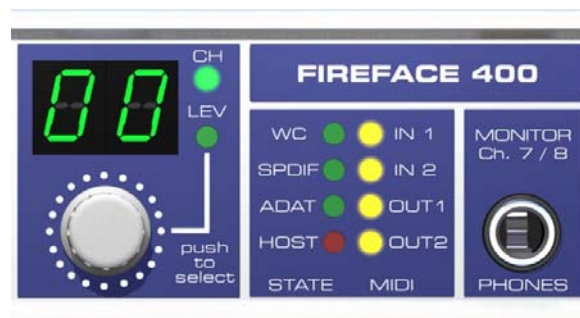 00
CH
LEV
push
to
select
FIREFACE 400
WC IN 1
SPDIF IN 2
ADAT OUT1
HOST OUT2
STATE MIDI
MONITOR
Ch. 7 / 8
PHONES